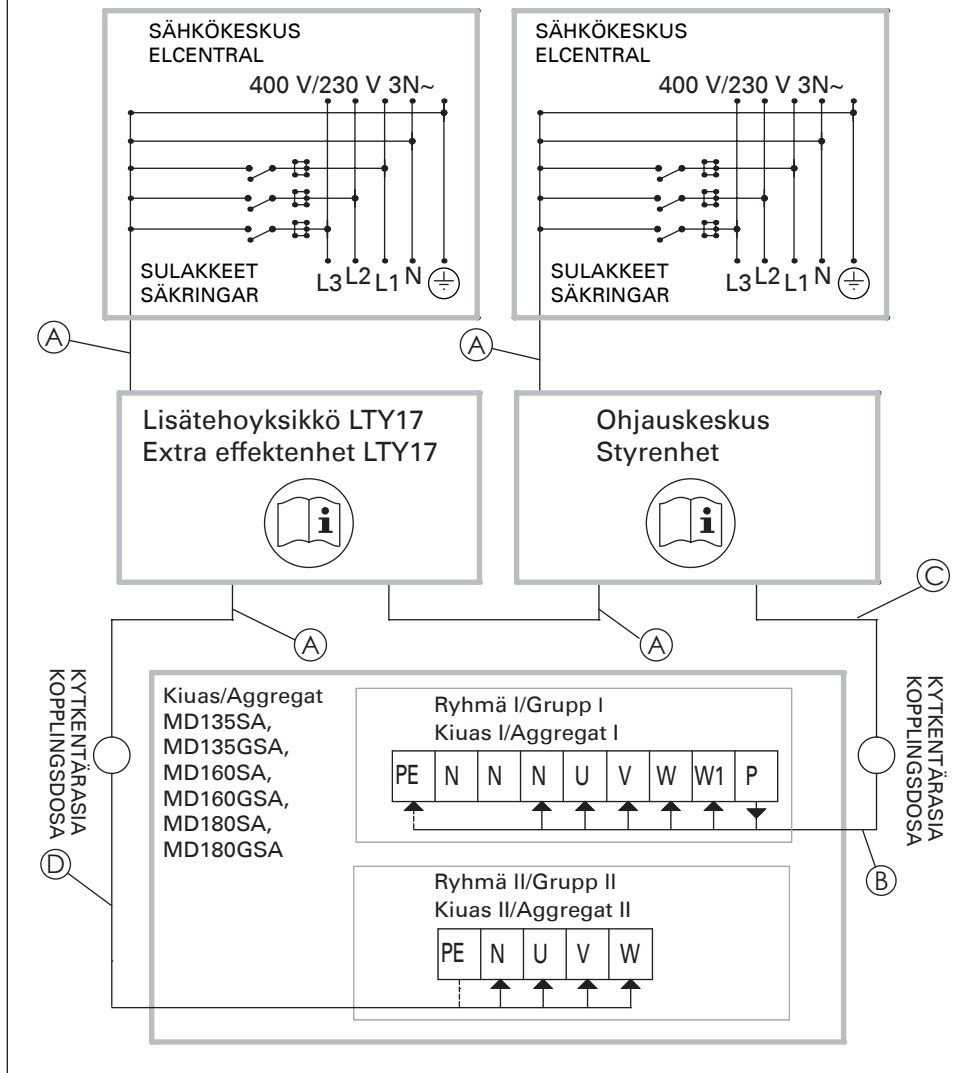 SÄHKÖKESKUS
ELCENTRAL
400 V/230 V 3N~
SULAKKEET
SÄKRINGAR
L3 L2 L1 N
SÄHKÖKESKUS
ELCENTRAL
400 V/230 V 3N~
SULAKKEET
SÄKRINGAR
L3 L2 L1 N
A
A
Lisätehoyksikkö LTY17
Extra effektenhet LTY17
i
Ohjauskeskus
Styrenhet
i
C
A
A
KYTKENTÄRASIA
KOPPLINGSDOSA
Kiuas/Aggregat
MD135SA,
MD135GSA,
MD160SA,
MD160GSA,
MD180SA,
MD180GSA
Ryhmä I/Grupp I
Kiuas I/Aggregat I
PE N N N U V W W1 P
KYTKENTÄRASIA
KOPPLINGSDOSA
D
B
Ryhmä II/Grupp II
Kiuas II/Aggregat II
PE N U V W